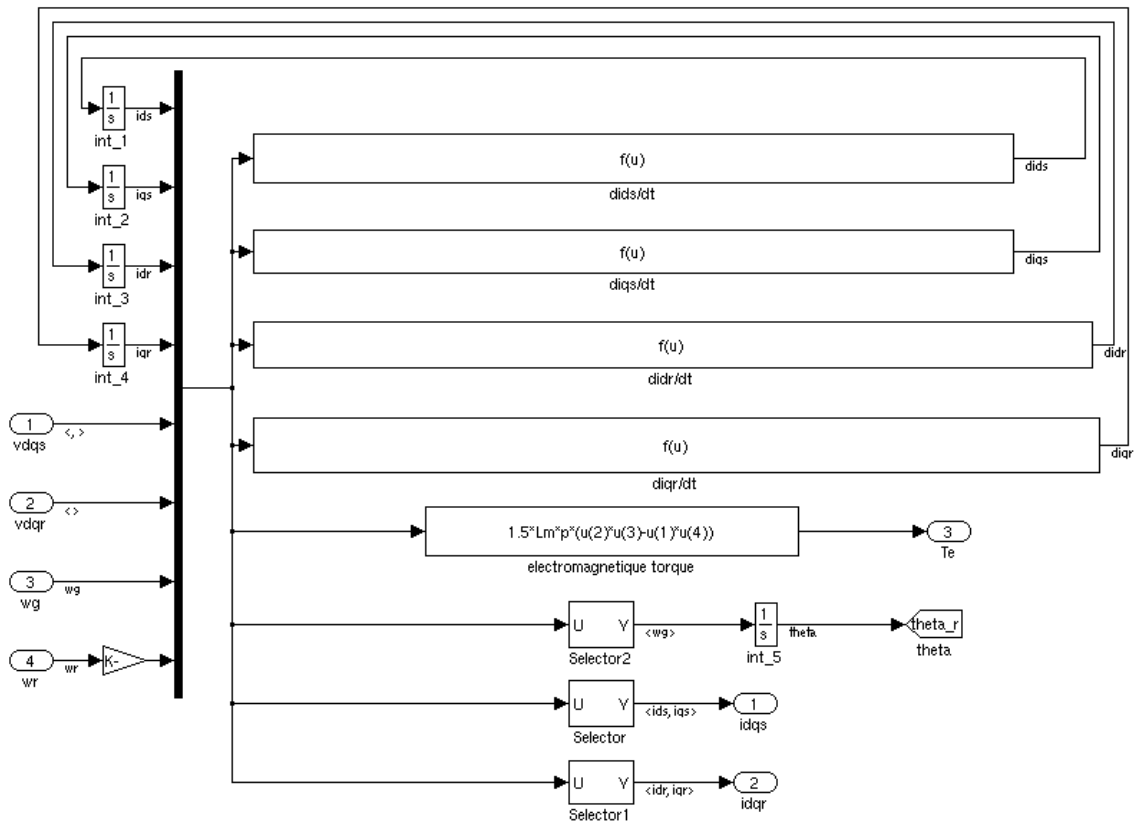 1
s
ids
int_1
f(u)
dids
dids/dt
1
s
iqs
int_2
f(u)
diqs
diqs/dt
1
s
idr
int_3
f(u)
didr
didr/dt
1
s
iqr
int_4
1
<, >
vdqs
f(u)
diqr
diqr/dt
2
<>
vdqr
1.5*Lm*p*(u(2)*u(3)-u(1)*u(4))
electromagnetique torque
3
Te
3
wg
wg
U Y
<wg>
Selector2
1
s
theta
int_5
theta_r
theta
4
wr
wr
K-
U Y
<ids, iqs>
Selector
1
idqs
U Y
<idr, iqr>
Selector1
2
idqr